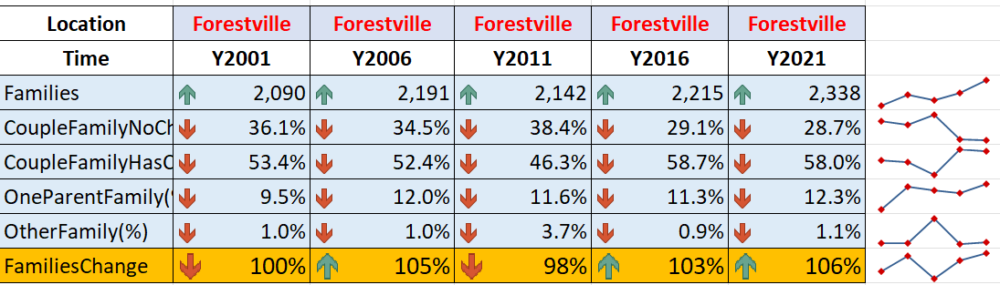 Location Forestville Forestville Forestville Forestville Forestville
Time Y2001 Y2006 Y2011 Y2016 Y2021
Families 2,090 2,191 2,142 2,215 2,338
CoupleFamilyNoCh 36.1% 34.5% 38.4% 29.1% 28.7%
CoupleFamilyHasC 53.4% 52.4% 46.3% 58.7% 58.0%
OneParentFamily(% 9.5% 12.0% 11.6% 11.3% 12.3%
OtherFamily(%) 1.0% 1.0% 3.7% 0.9% 1.1%
FamiliesChange 100% 105% 98% 103% 106%